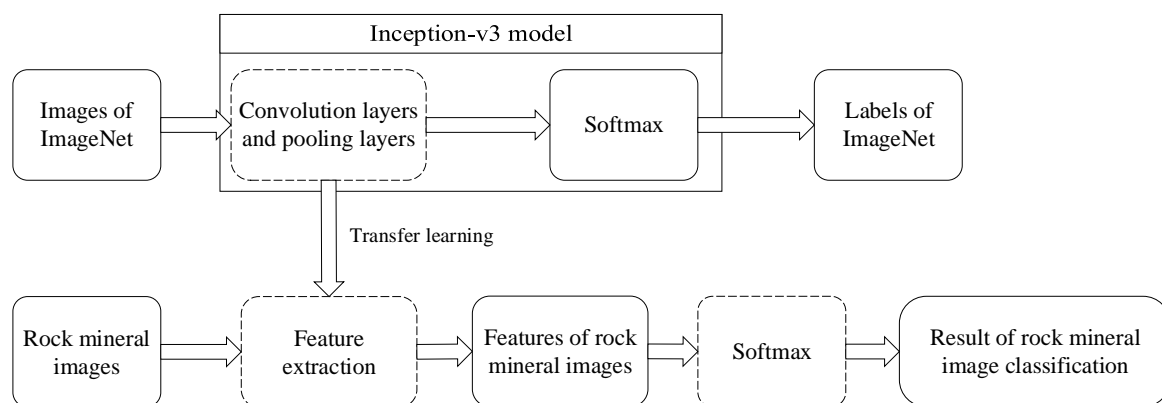 Inception-v3 model
Images of
ImageNet
Convolution layers
and pooling layers
Softmax
Labels of
ImageNet
Transfer learning
Rock mineral
images
Feature
extraction
Features of rock
mineral images
Softmax
Result of rock mineral
image classification